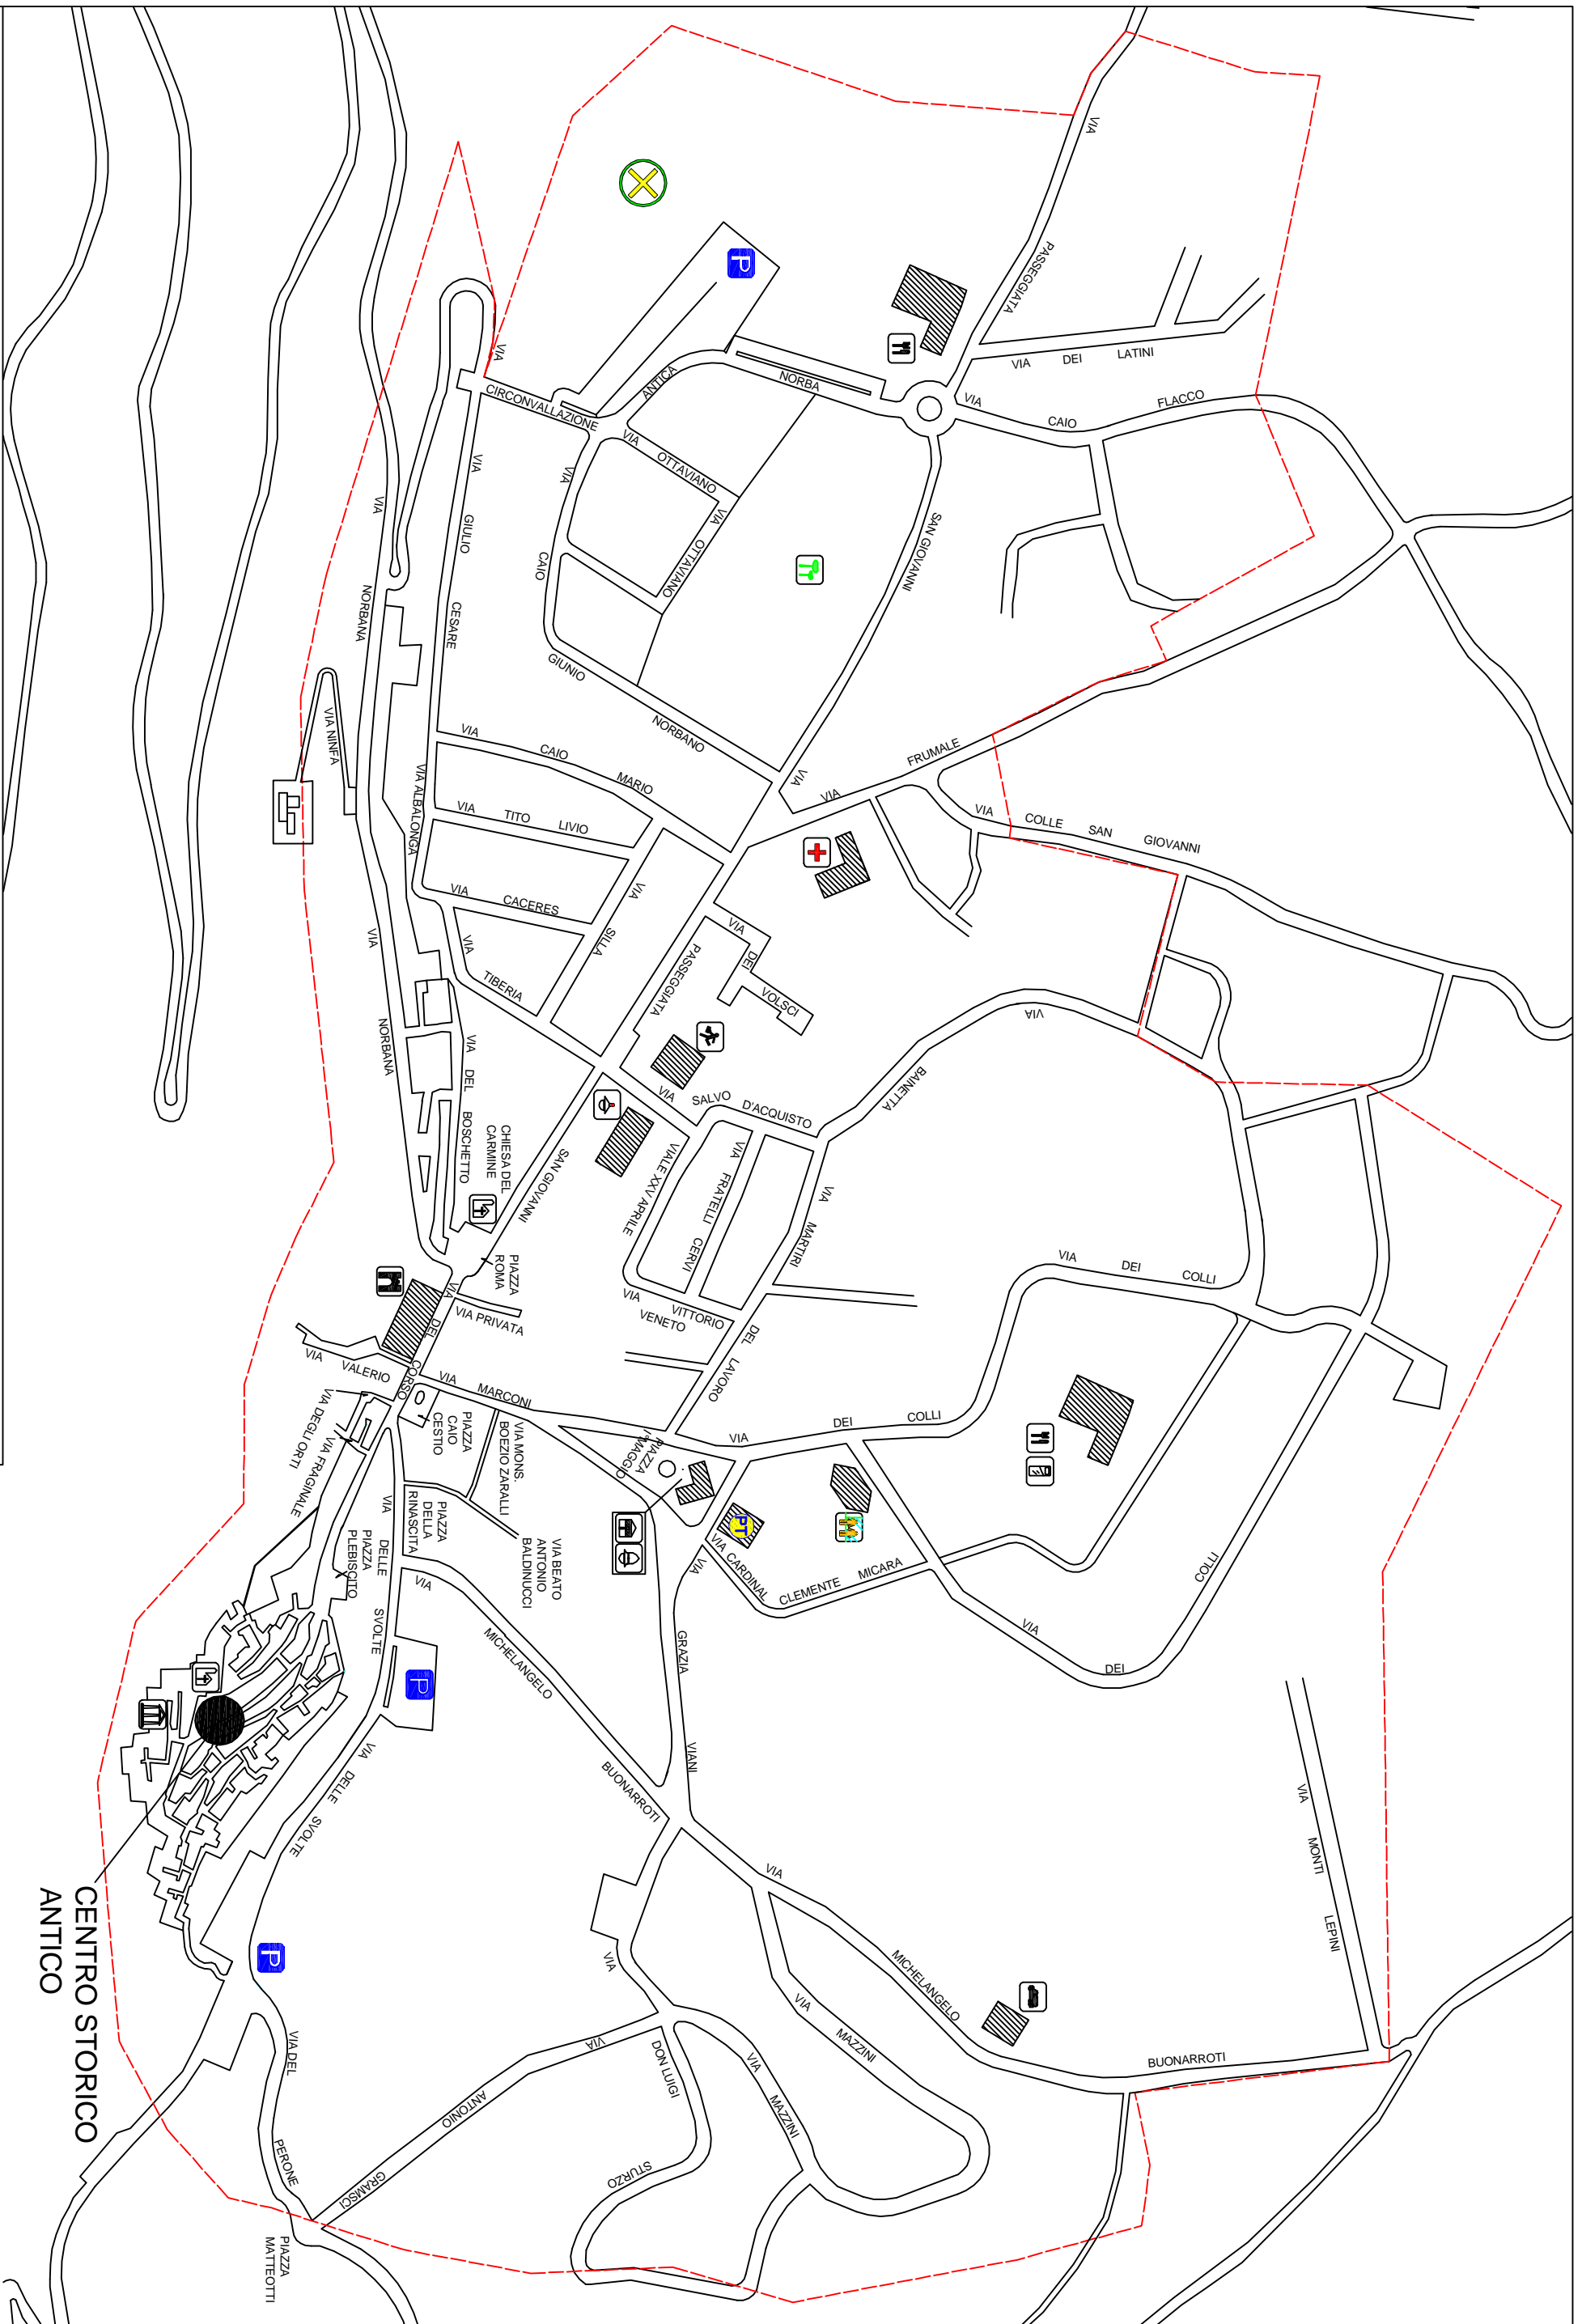 VIA
PASSEGGIATA
VIA DEI LATINI
VIA
CAIO
FLACCO
P
NORBA
ANTICA
VIA
CIRCONVALLAZIONE
VIA
OTTAVIANO
VIA
OTTAVIANO
VIA
CAIO
GIUNIO
NORBANO
SAN GIOVANNI
VIA
VIA
GIULIO
CESARE
VIA
NORBANA
VIA NINFA
VIA
FRUMALE
VIA
COLLE
SAN
GIOVANNI
VIA
CAIO
MARIO
VIA ALBALONGA
VIA
TITO
LIVIO
VIA
CACERES
VIA
SILLA
VIA
TIBERIA
VIA
NORBANA
VIA
DEI
VOLSCI
PASSEGGIATA
VIA
DEL
BOSCHETTO
CHIESA DEL
CARMINE
SAN GIOVANNI
PIAZZA
ROMA
VIA
SALVO
D'ACQUISTO
VIA
BAINETTA
VIALE XXV APRILE
VIA
FRATELLI
CERVI
VIA
MARTIRI
DEL
LAVORO
VIA
VITTORIO
VENETO
VIA
DEI
COLLI
VIA
DEL
CORSO
VIA PRIVATA
VIA
VALERIO
VIA DEGLI ORTI
VIA FRAGINALE
VIA
MARCONI
PIAZZA
CAIO
CESTIO
VIA MONS.
BOEZIO ZARALLI
PIAZZA
DELLA
RINASCITA
VIA BEATO
ANTONIO
BALDINUCCI
PIAZZA
1°MAGGIO
VIA
DEI
COLLI
PT
VIA CARDINAL
CLEMENTE
MICARA
VIA
DEI
COLLI
VIA
DELLE
SVOLTE
PIAZZA
PLEBISCITO
P
VIA
MICHELANGELO
BUONARROTI
VIA
GRAZIA
VIANI
VIA
DELLE
SVOLTE
P
VIA
MONTI
LEPINI
VIA
MICHELANGELO
BUONARROTI
VIA
MAZZINI
VIA
MAZZINI
VIA
DON LUIGI
STURZO
VIA
ANTONIO
GRAMSCI
VIA DEL
PERONE
PIAZZA
MATTEOTTI
CENTRO STORICO
ANTICO